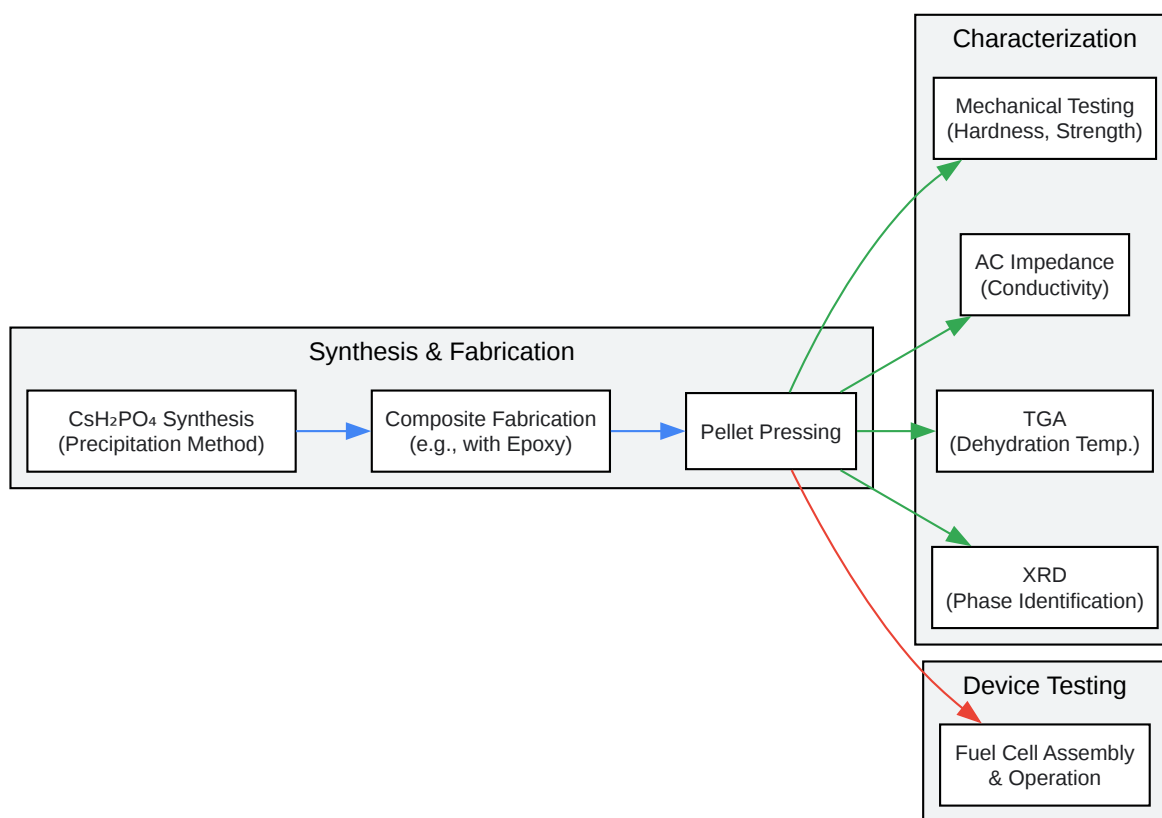 Synthesis & Fabrication
CsH₂PO₄ Synthesis
(Precipitation Method)
Composite Fabrication
(e.g., with Epoxy)
Pellet Pressing
Characterization
Mechanical Testing
(Hardness, Strength)
AC Impedance
(Conductivity)
TGA
(Dehydration Temp.)
XRD
(Phase Identification)
Device Testing
Fuel Cell Assembly
& Operation